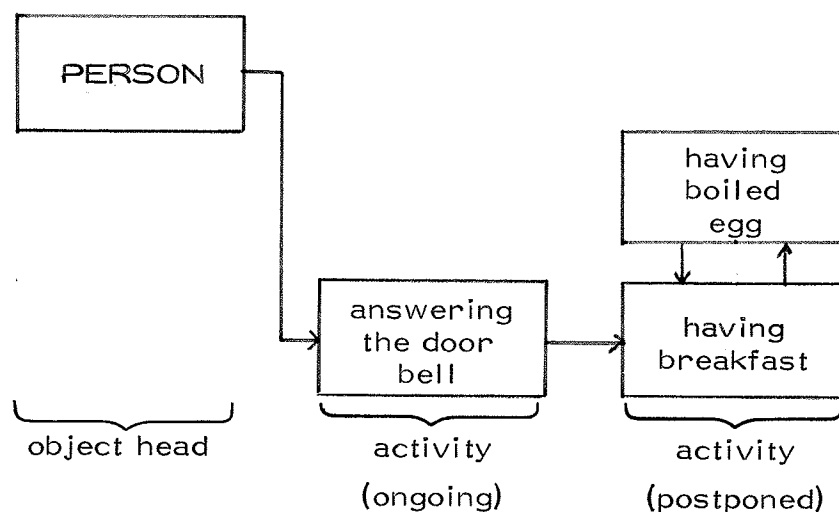 PERSON
having
boiled
egg
answering
the door
bell
having
breakfast
object head
activity
(ongoing)
activity
(postponed)